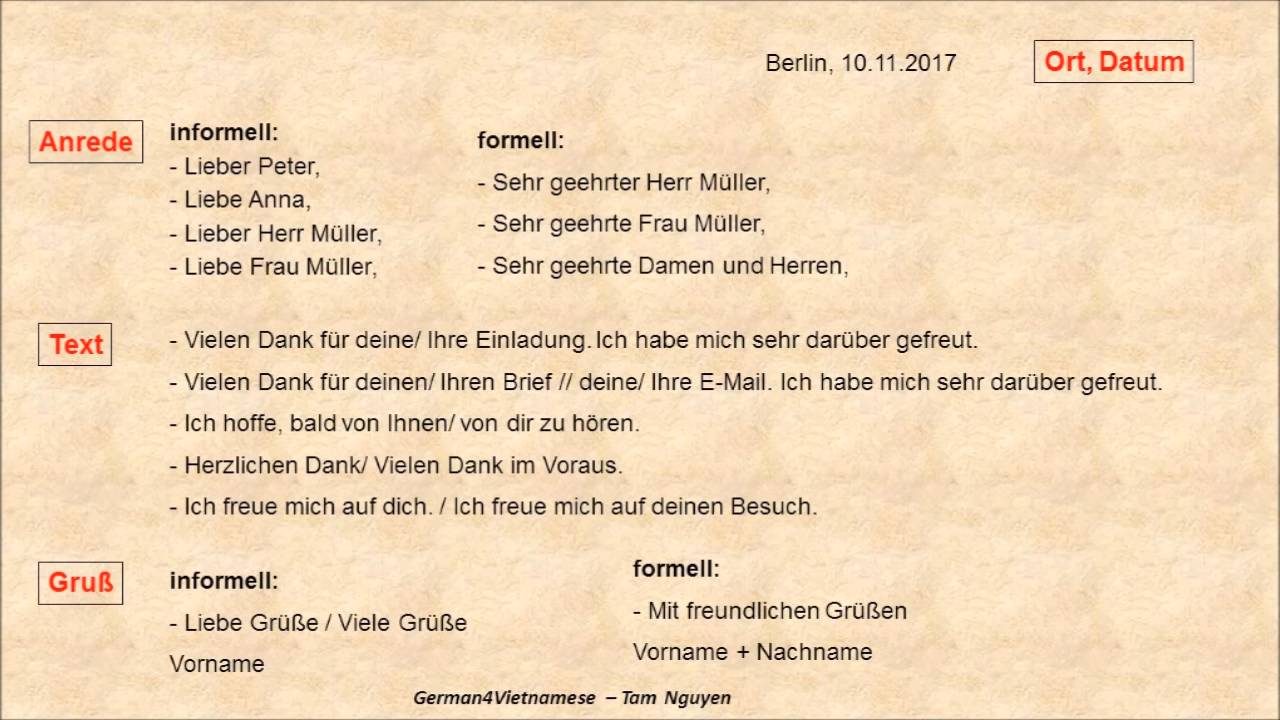 Berlin, 10.11.2017
Ort, Datum
Anrede
informell:
- Lieber Peter,
- Liebe Anna,
- Lieber Herr Müller,
- Liebe Frau Müller,
formell:
- Sehr geehrter Herr Müller,
- Sehr geehrte Frau Müller,
- Sehr geehrte Damen und Herren,
Text
- Vielen Dank für deine/ Ihre Einladung. Ich habe mich sehr darüber gefreut.
- Vielen Dank für deinen/ Ihren Brief // deine/ Ihre E-Mail. Ich habe mich sehr darüber gefreut.
- Ich hoffe, bald von Ihnen/ von dir zu hören.
- Herzlichen Dank/ Vielen Dank im Voraus.
- Ich freue mich auf dich. / Ich freue mich auf deinen Besuch.
Gruß
informell:
- Liebe Grüße / Viele Grüße
Vorname
formell:
- Mit freundlichen Grüßen
Vorname + Nachname
German4Vietnamese – Tam Nguyen